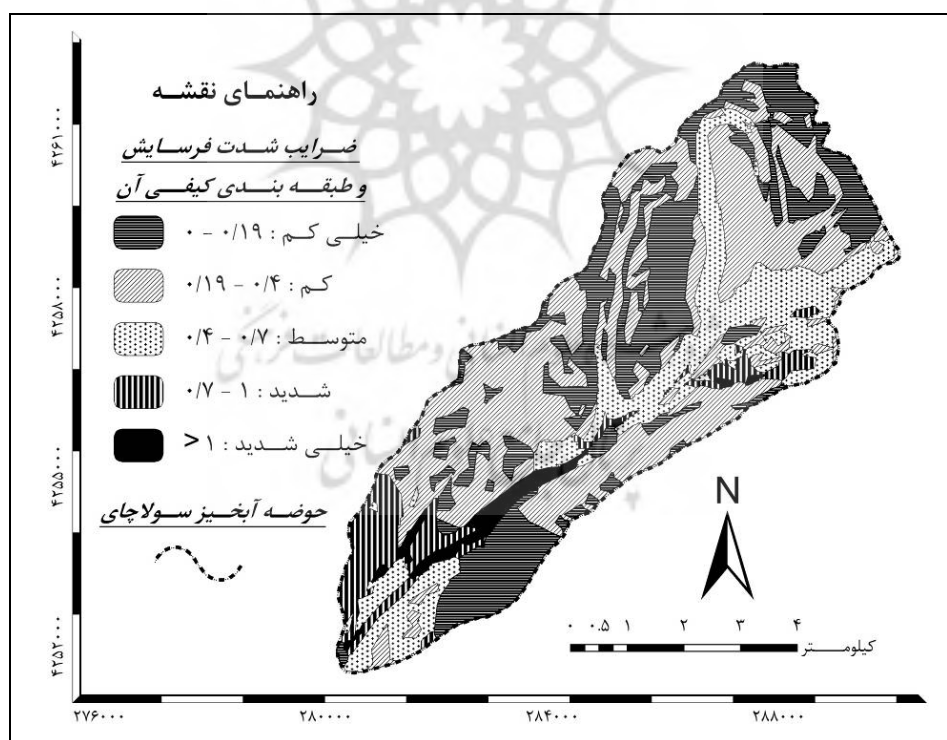 راهنمای نقشه
ضرایب شدت فرسایش
و طبقه بندی کیفی آن
خیلی کم : ۰/۱۹ – ۰
کم : ۰/۴ – ۰/۱۹
متوسط : ۰/۷ – ۰/۴
شدید : ۱ – ۰/۷
خیلی شدید : ۱ <
حوضه آبخیز سولاچای
N
۰ ۰.۵ ۱ ۲ ۳ ۴
کیلومتر
۴۲۶۱۰۰۰
۴۲۵۸۰۰۰
۴۲۵۵۰۰۰
۴۲۵۲۰۰۰
۲۷۶۰۰۰ ۲۸۰۰۰۰ ۲۸۴۰۰۰ ۲۸۸۰۰۰